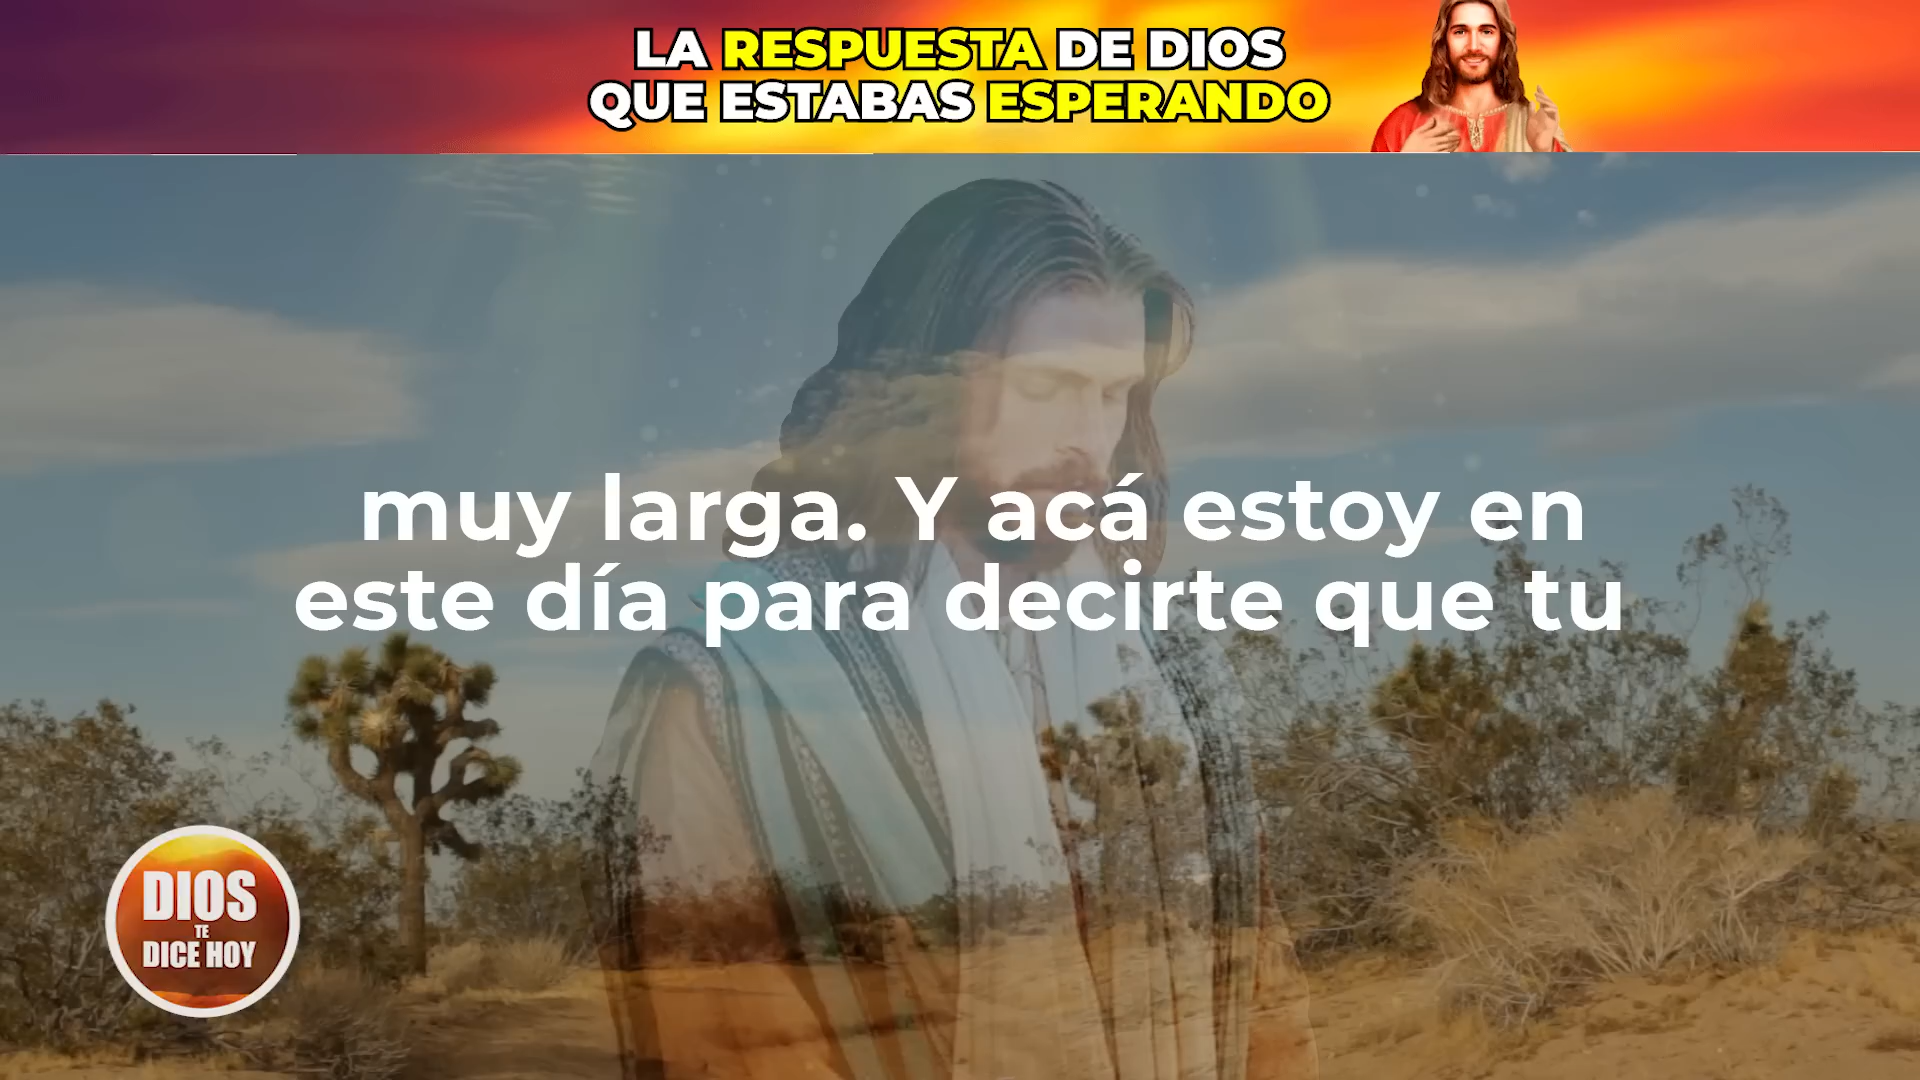 LA RESPUESTA DE DIOS
QUE ESTABAS ESPERANDO
muy larga. Y acá estoy en
este día para decirte que tu
DIOS
TE
DICE HOY